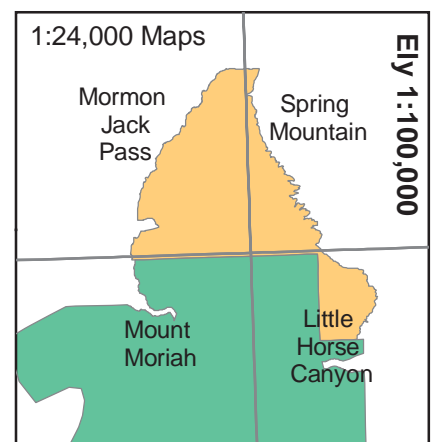 1:24,000 Maps
Mormon
Jack
Pass
Spring
Mountain
Ely 1:100,000
Mount
Moriah
Little
Horse
Canyon